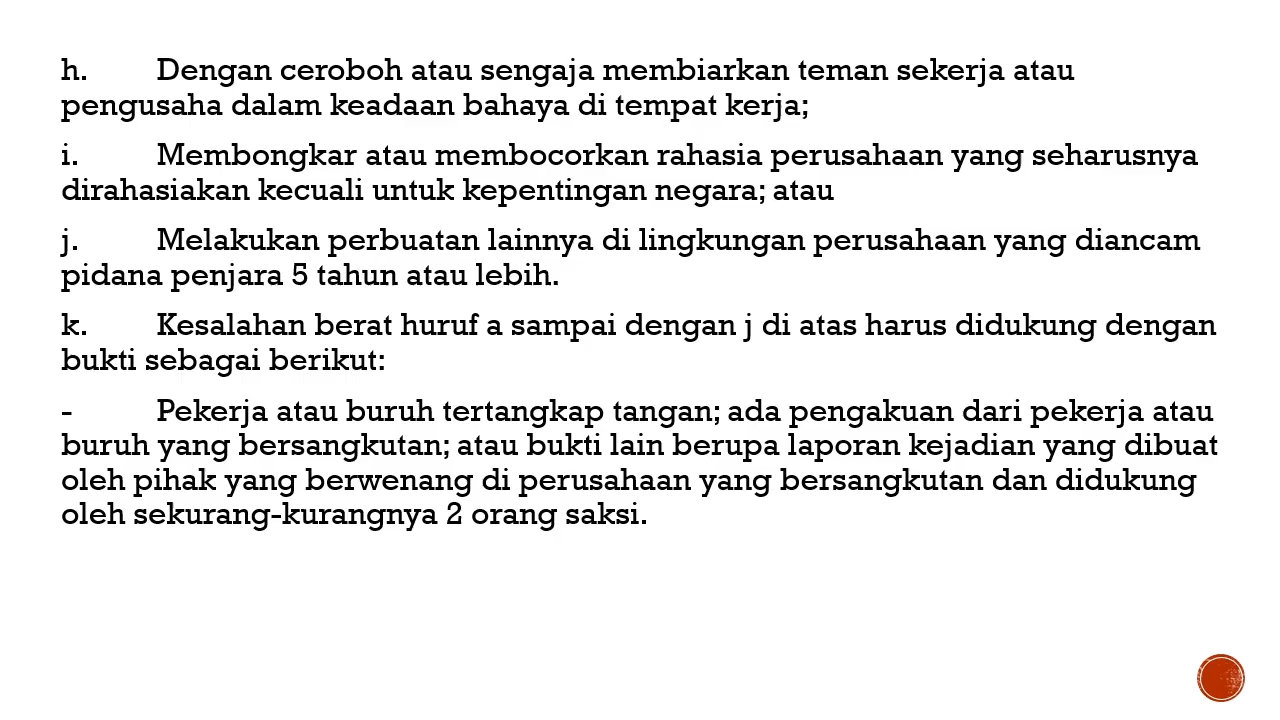 h. Dengan ceroboh atau sengaja membiarkan teman sekerja atau
pengusaha dalam keadaan bahaya di tempat kerja;
i. Membongkar atau membocorkan rahasia perusahaan yang seharusnya
dirahasiakan kecuali untuk kepentingan negara; atau
j. Melakukan perbuatan lainnya di lingkungan perusahaan yang diancam
pidana penjara 5 tahun atau lebih.
k. Kesalahan berat huruf a sampai dengan j di atas harus didukung dengan
bukti sebagai berikut:
- Pekerja atau buruh tertangkap tangan; ada pengakuan dari pekerja atau
buruh yang bersangkutan; atau bukti lain berupa laporan kejadian yang dibuat
oleh pihak yang berwenang di perusahaan yang bersangkutan dan didukung
oleh sekurang-kurangnya 2 orang saksi.